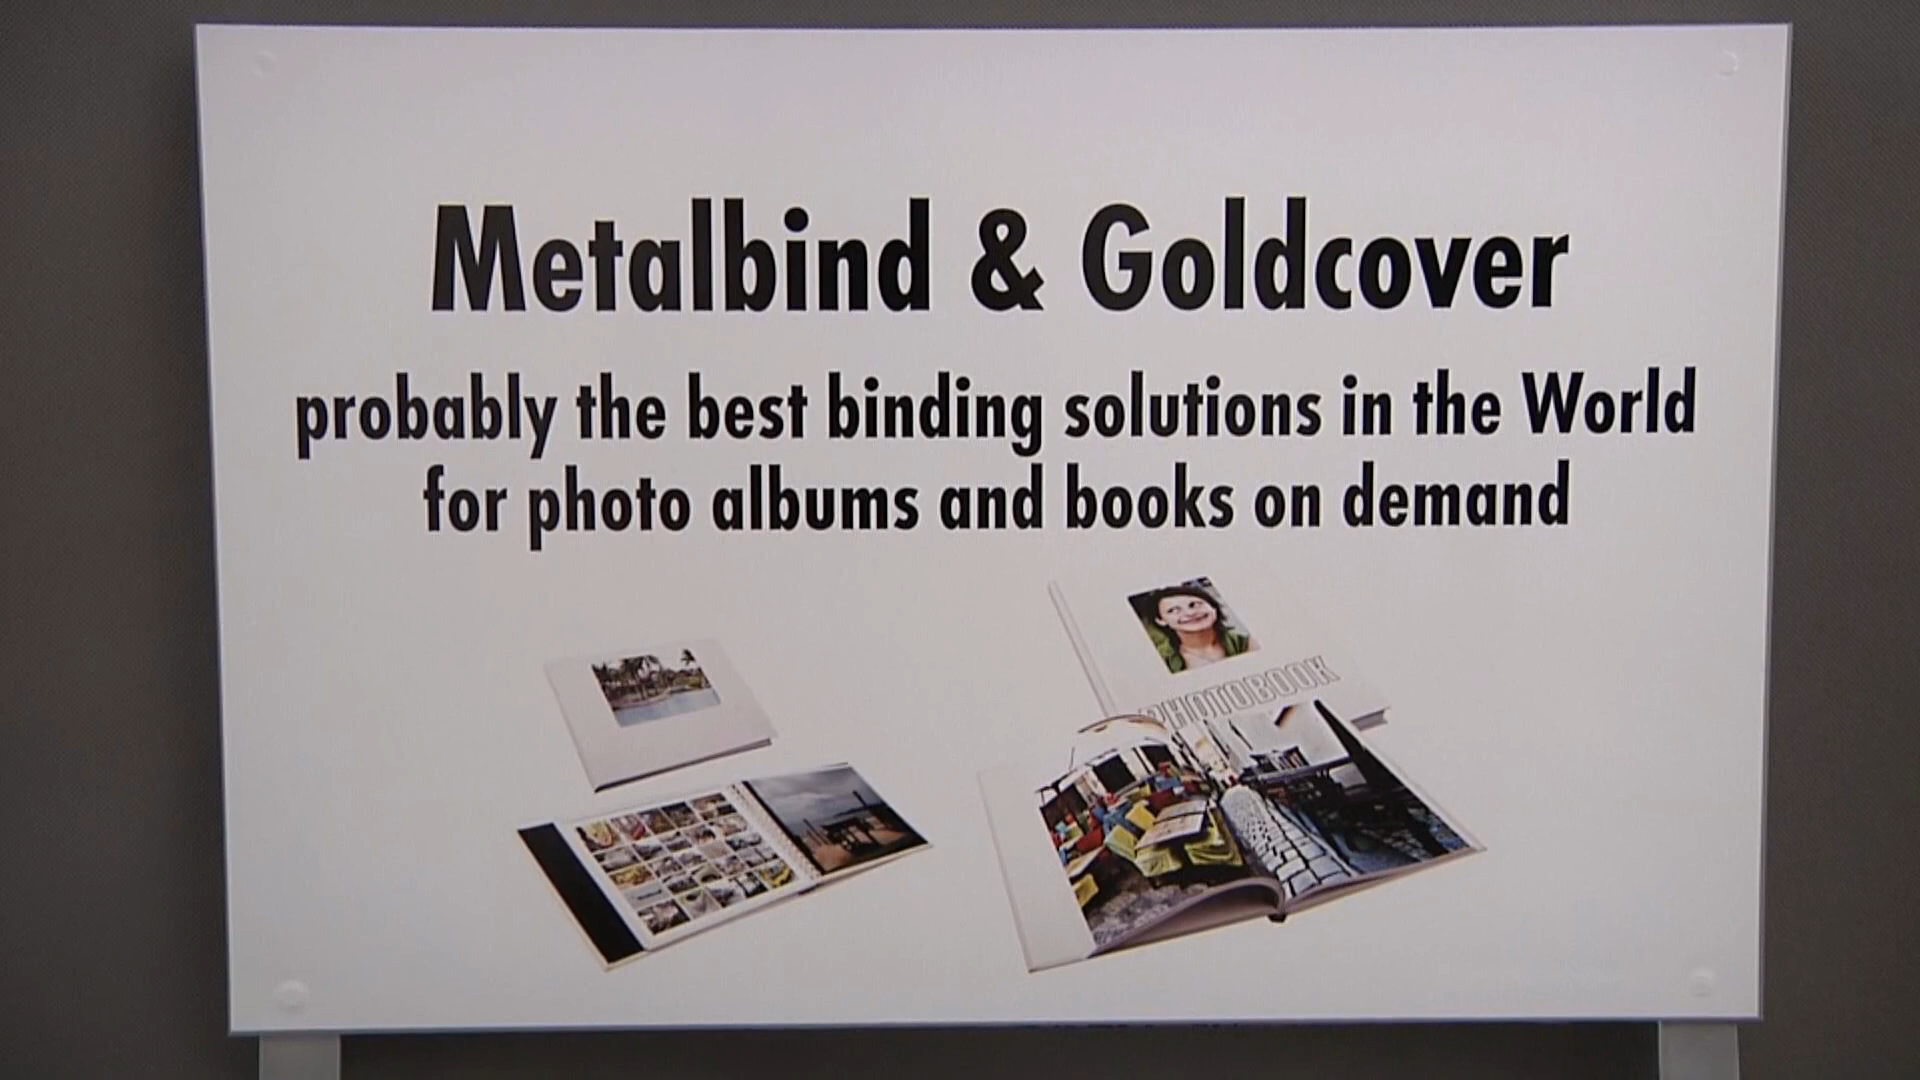 Metalbind & Goldcover
probably the best binding solutions in the World
for photo albums and books on demand
PHOTOBOOK